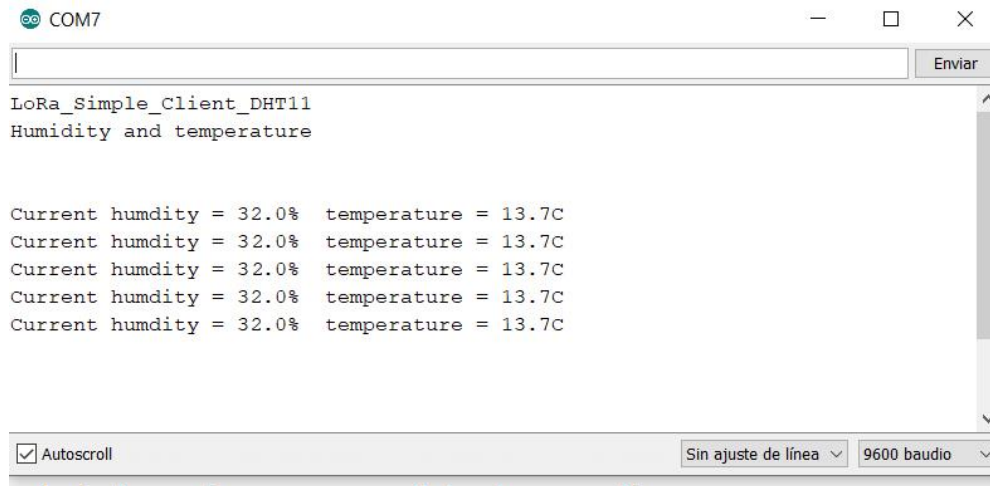 COM7
Enviar
LoRa_Simple_Client_DHT11
Humidity and temperature
Current humdity = 32.0%  temperature = 13.7C
Current humdity = 32.0%  temperature = 13.7C
Current humdity = 32.0%  temperature = 13.7C
Current humdity = 32.0%  temperature = 13.7C
Current humdity = 32.0%  temperature = 13.7C
Autoscroll
Sin ajuste de línea
9600 baudio